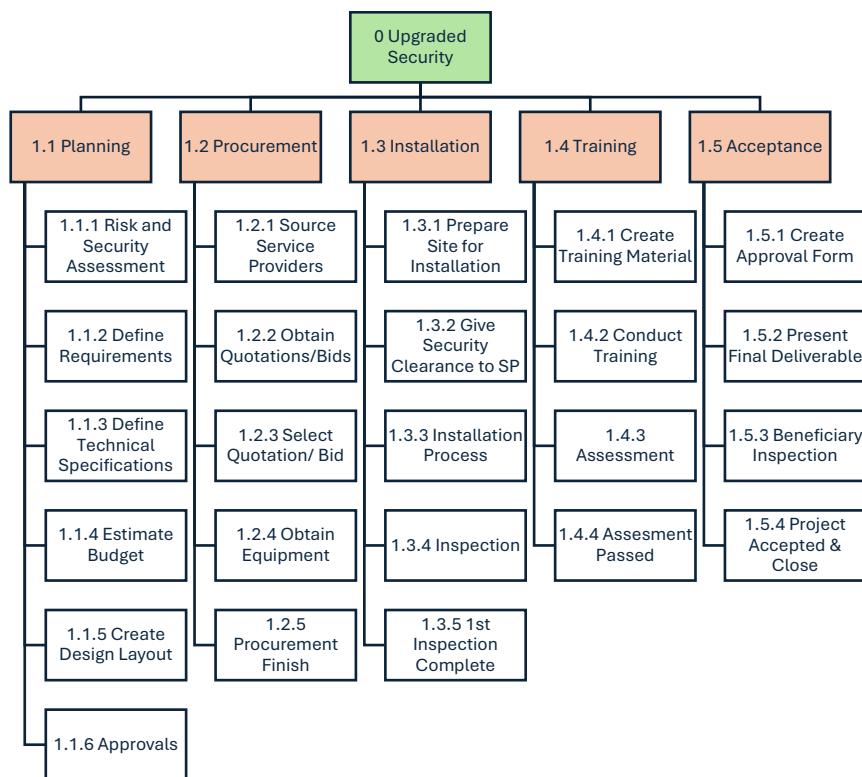 0 Upgraded
Security
1.1 Planning
1.2 Procurement
1.3 Installation
1.4 Training
1.5 Acceptance
1.1.1 Risk and
Security
Assessment
1.1.2 Define
Requirements
1.1.3 Define
Technical
Specifications
1.1.4 Estimate
Budget
1.1.5 Create
Design Layout
1.1.6 Approvals
1.2.1 Source
Service
Providers
1.2.2 Obtain
Quotations/Bids
1.2.3 Select
Quotation/ Bid
1.2.4 Obtain
Equipment
1.2.5
Procurement
Finish
1.3.1 Prepare
Site for
Installation
1.3.2 Give
Security
Clearance to SP
1.3.3 Installation
Process
1.3.4 Inspection
1.3.5 1st
Inspection
Complete
1.4.1 Create
Training Material
1.4.2 Conduct
Training
1.4.3
Assessment
1.4.4 Assesment
Passed
1.5.1 Create
Approval Form
1.5.2 Present
Final Deliverable
1.5.3 Beneficiary
Inspection
1.5.4 Project
Accepted &
Close